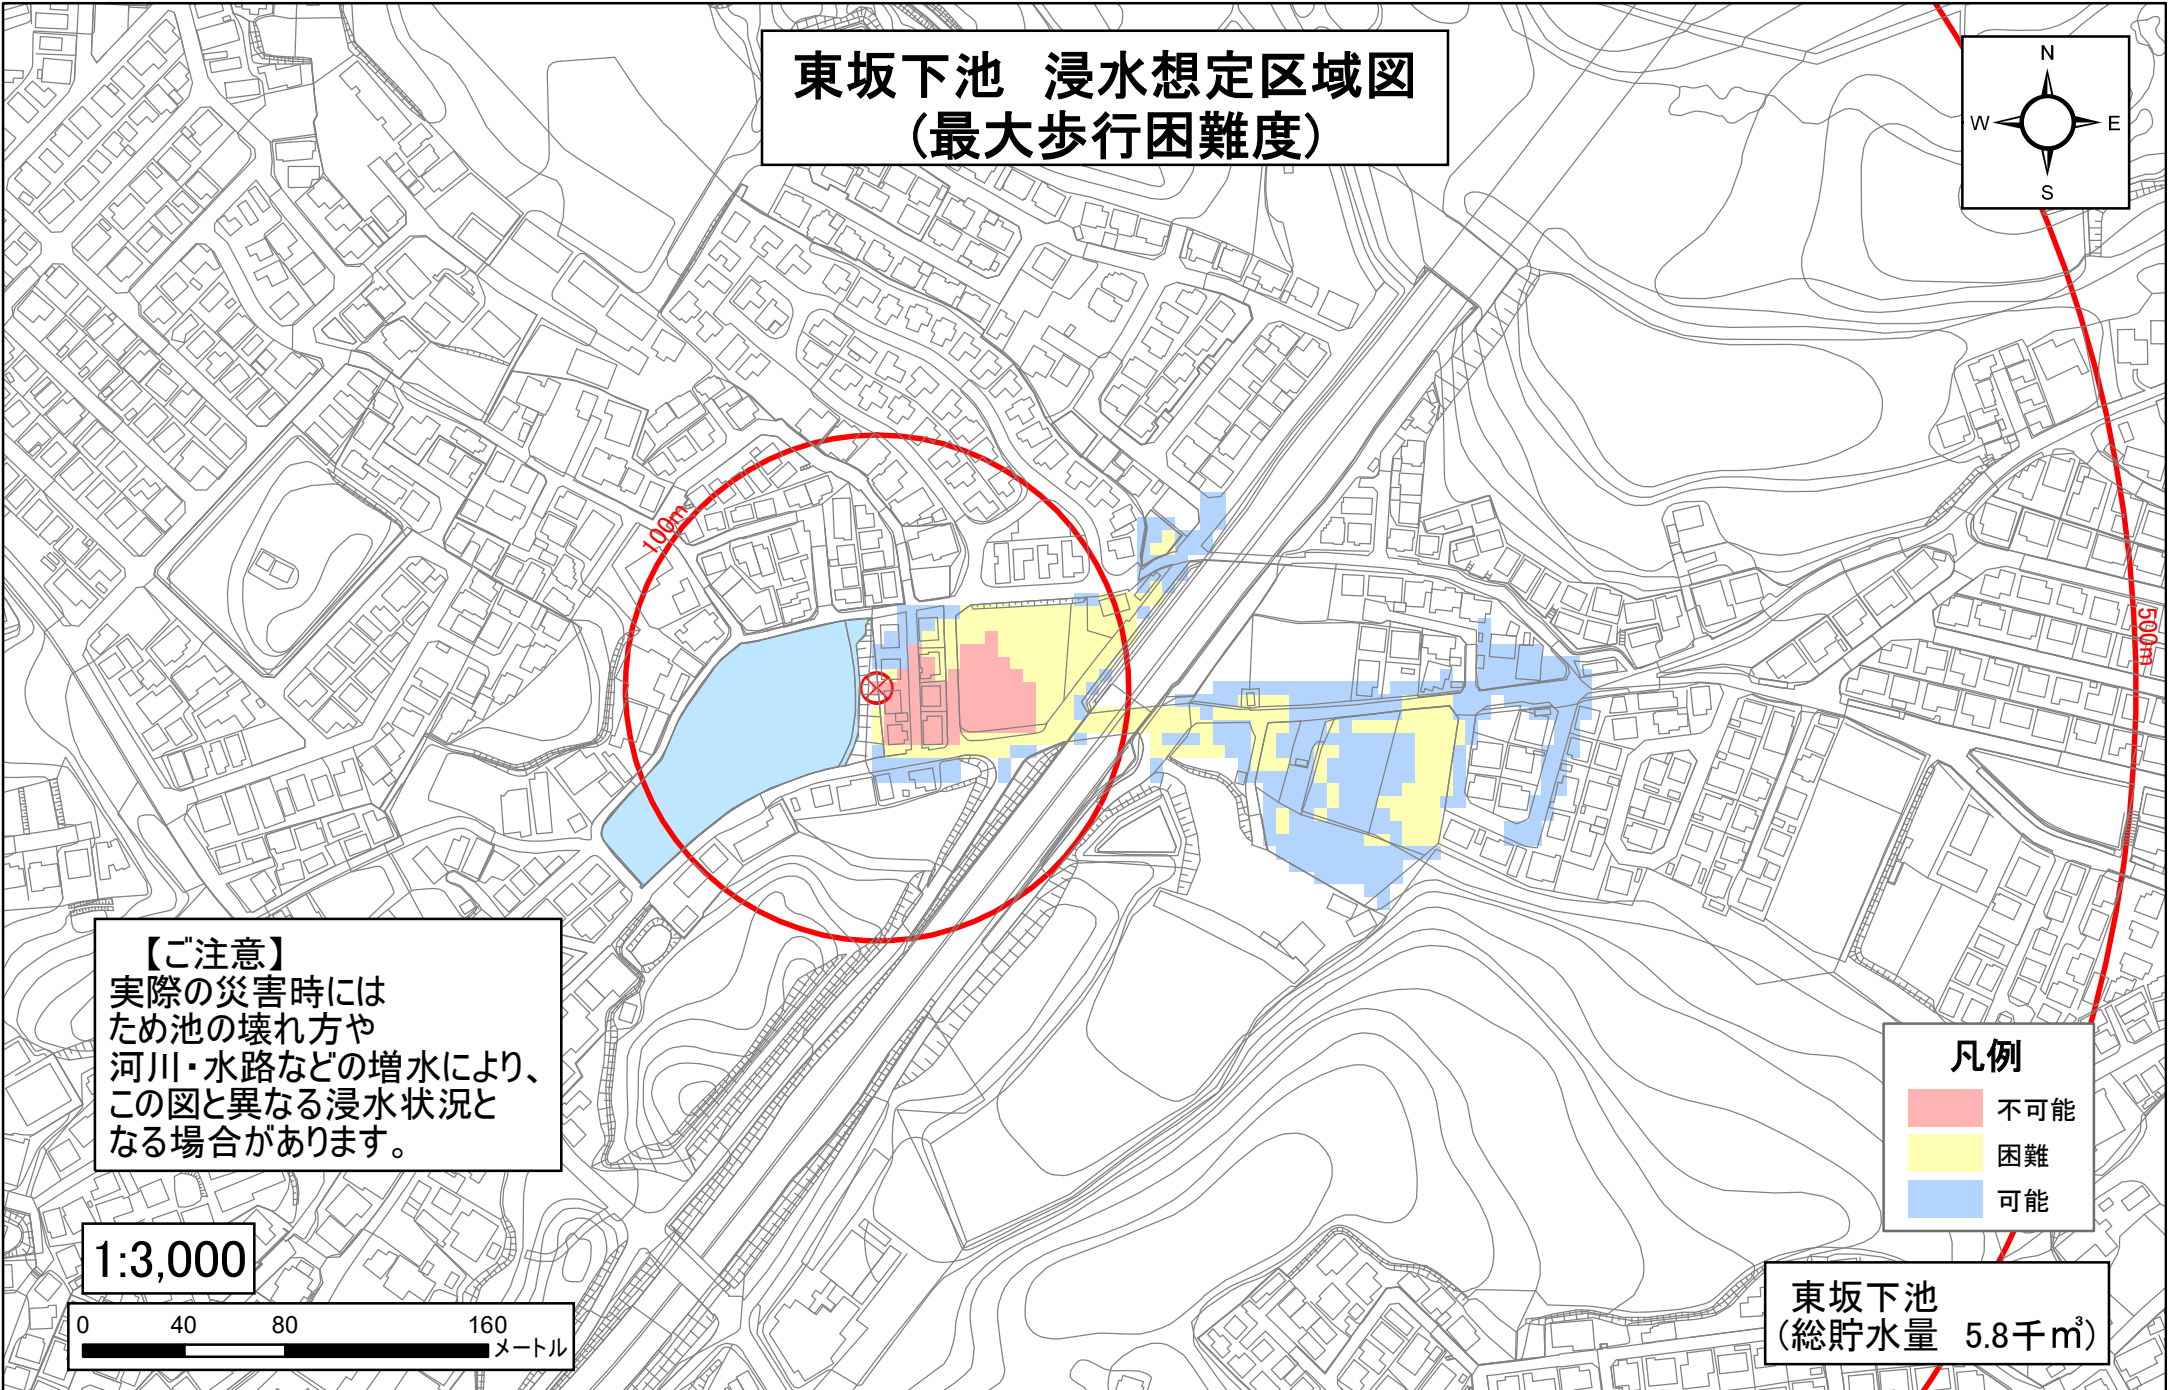 東坂下池　浸水想定区域図
(最大歩行困難度)
N
W
E
S
100m
500m
【ご注意】
実際の災害時には
ため池の壊れ方や
河川・水路などの増水により、
この図と異なる浸水状況と
なる場合があります。
凡例
不可能
困難
可能
1:3,000
0 40 80 160
メートル
東坂下池
(総貯水量　5.8千㎥)